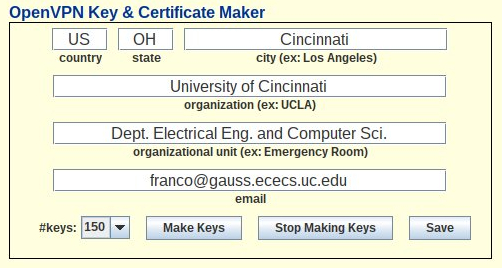 OpenVPN Key & Certificate Maker
US OH Cincinnati
country state city (ex: Los Angeles)
University of Cincinnati
organization (ex: UCLA)
Dept. Electrical Eng. and Computer Sci.
organizational unit (ex: Emergency Room)
franco@gauss.ececs.uc.edu
email
#keys: 150 Make Keys Stop Making Keys Save